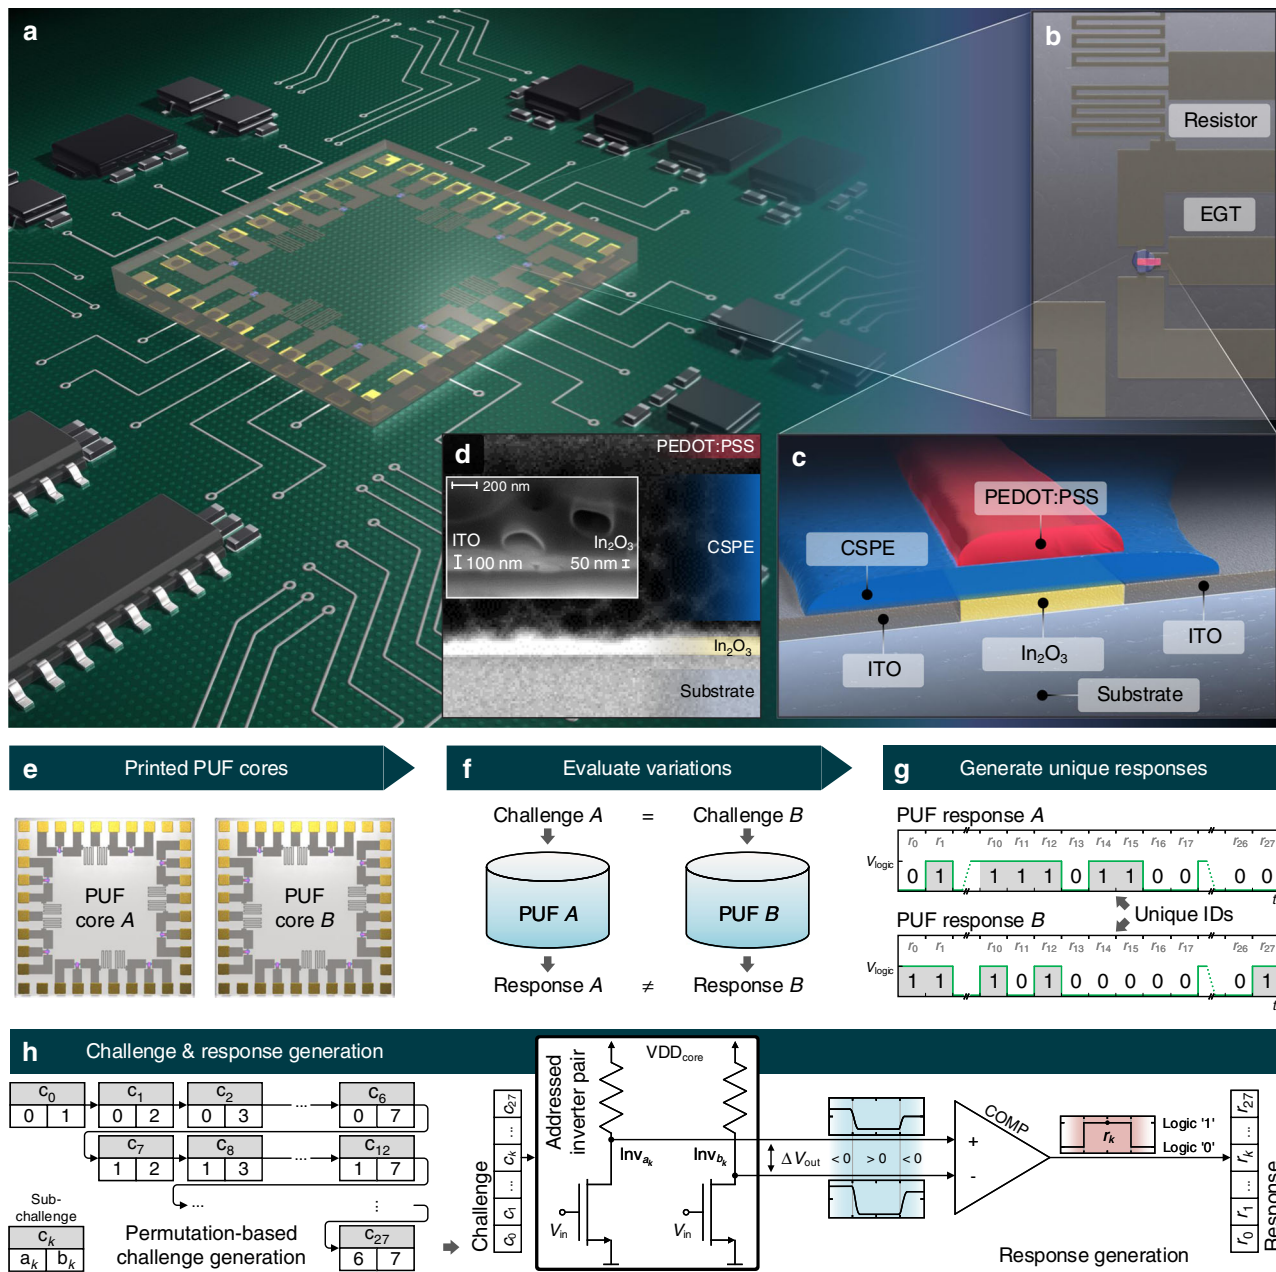 a
b
Resistor
EGT
d
PEDOT:PSS
200 nm
ITO
In₂O₃
100 nm
50 nm
CSPE
In₂O₃
Substrate
c
PEDOT:PSS
CSPE
ITO
In₂O₃
ITO
Substrate
e Printed PUF cores
PUF
core A
PUF
core B
f Evaluate variations
Challenge A = Challenge B
PUF A PUF B
Response A ≠ Response B
g Generate unique responses
PUF response A
r₀ r₁ r₁₀ r₁₁ r₁₂ r₁₃ r₁₄ r₁₅ r₁₆ r₁₇ r₂₆ r₂₇
Vlogic
0 1 1 1 1 0 1 1 0 0 0 0
t
Unique IDs
PUF response B
r₀ r₁ r₁₀ r₁₁ r₁₂ r₁₃ r₁₄ r₁₅ r₁₆ r₁₇ r₂₆ r₂₇
Vlogic
1 1 1 0 1 0 0 0 0 0 0 1
t
h Challenge & response generation
c₀ c₁ c₂ ... c₆
0 1 0 2 0 3 0 7
c₇ c₈ ... c₁₂
1 2 1 3 1 7
... ⋮
Sub-
challenge
cₖ
aₖ bₖ
Permutation-based
challenge generation
c₂₇
6 7
Challenge
c₀ c₁ ... cₖ ... c₂₇
Addressed
inverter pair
VDDcore
Invaₖ
Invbₖ
Vin
Vin
ΔVout
< 0 > 0 < 0
COMP
+
-
rₖ
Logic '1'
Logic '0'
Response generation
r₀ r₁ ... rₖ ... r₂₇
Response